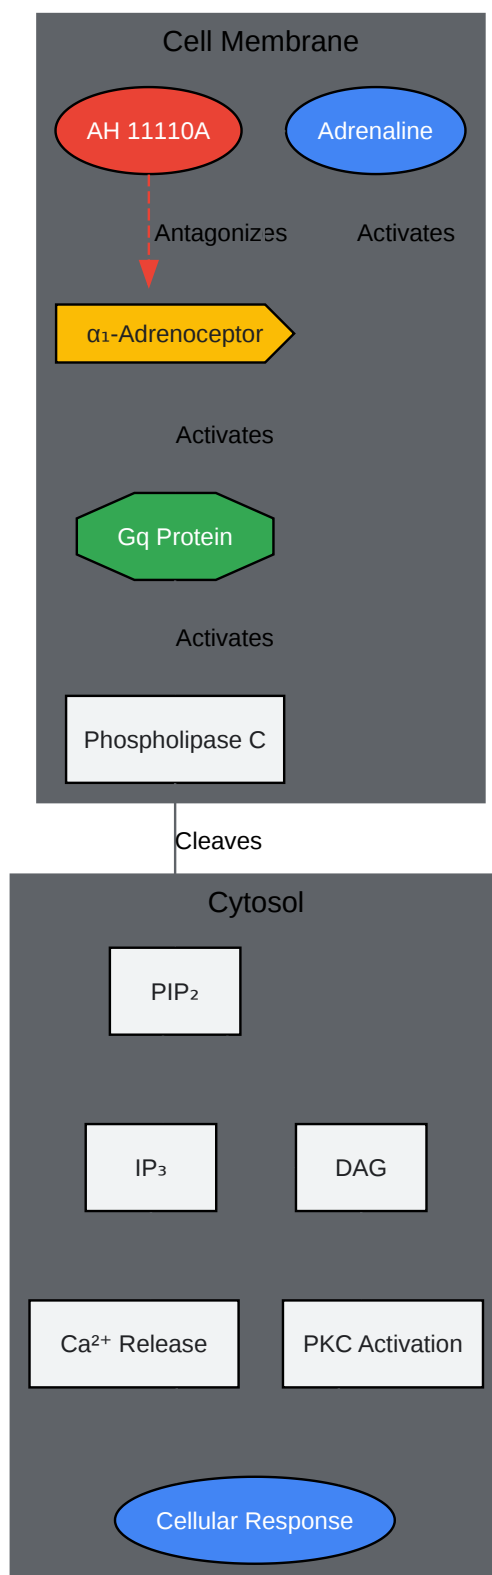 Cell Membrane
AH 11110A
Adrenaline
Antagonizes
Activates
α₁-Adrenoceptor
Activates
Gq Protein
Activates
Phospholipase C
Cleaves
Cytosol
PIP₂
IP₃
DAG
Ca²⁺ Release
PKC Activation
Cellular Response